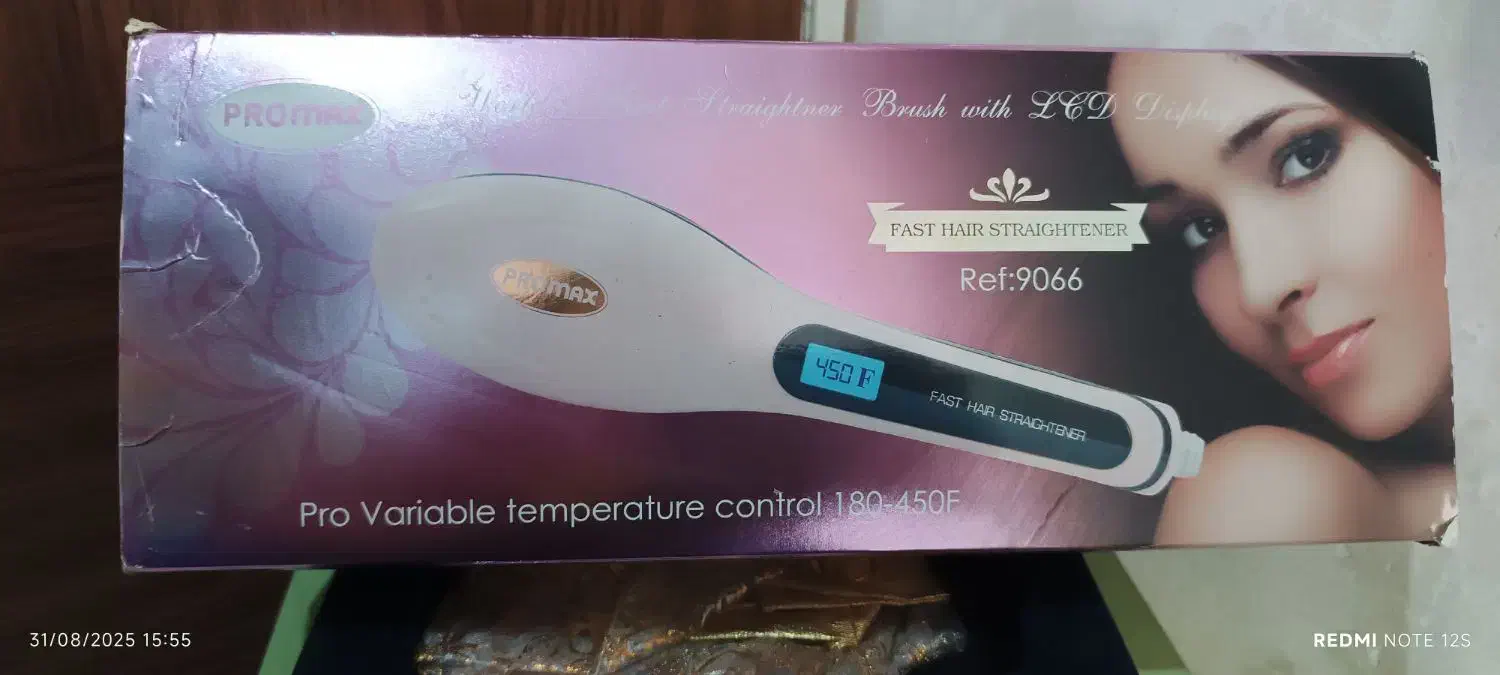 PROMAX
Straightner Brush with LCD Display
FAST HAIR STRAIGHTENER
Ref:9066
PROMAX
450 F
FAST HAIR STRAIGHTENER
Pro Variable temperature control 180-450F
31/08/2025 15:55
REDMI NOTE 12S